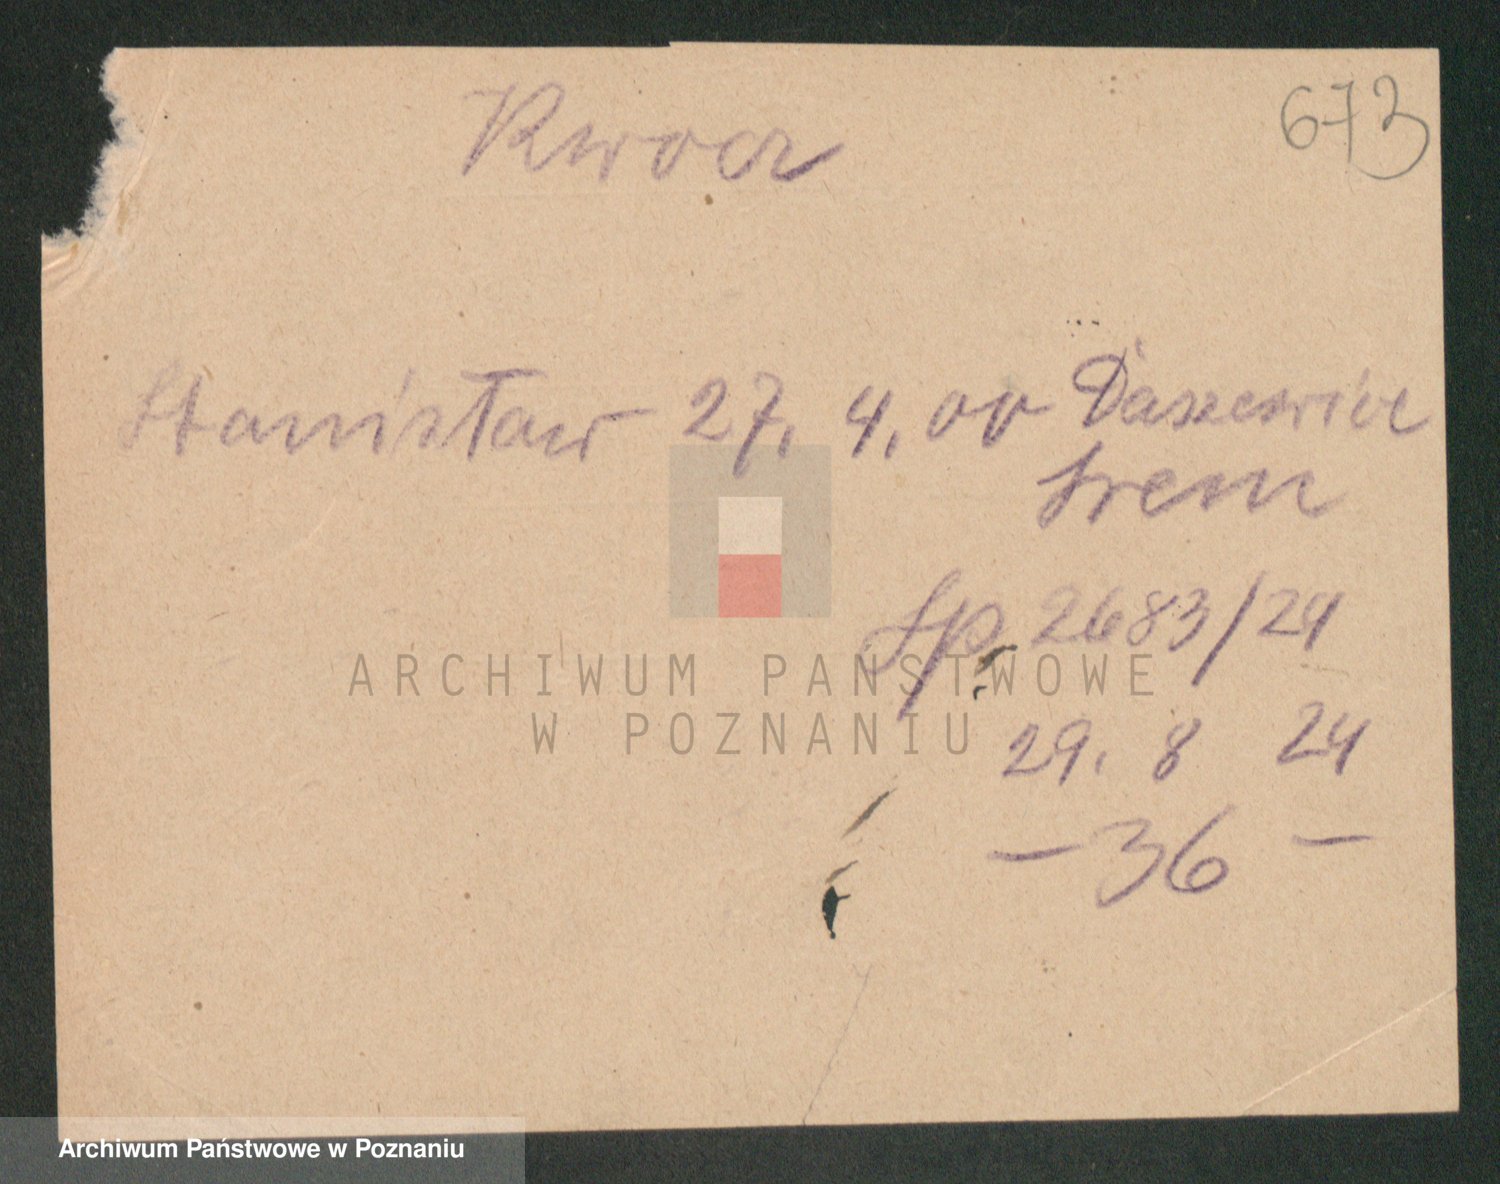 673
Kwocz
Stanisław 27. 4. 00 Daszewice
Srem
Sp. 2683/24
29. 8 24
— 36 —
ARCHIWUM PAŃSTWOWE
W POZNANIU
Archiwum Państwowe w Poznaniu